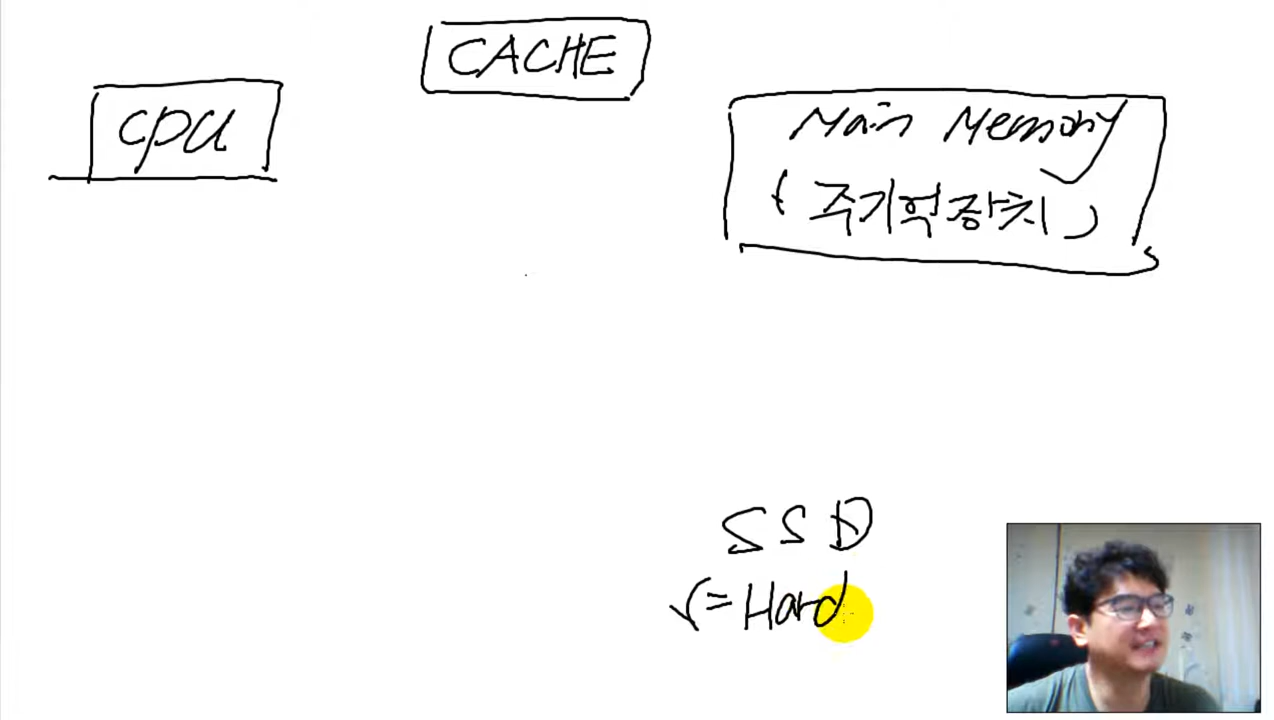 CACHE
cpu
Main Memory
(주기억장치)
SSD
Hard